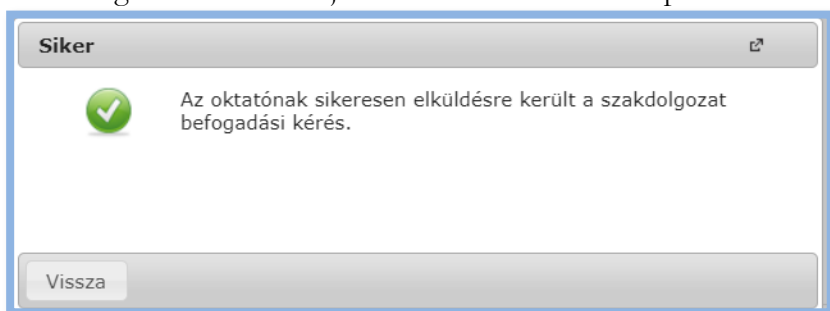 Siker
Az oktatónak sikeresen elküldésre került a szakdolgozat
befogadási kérés.
Vissza